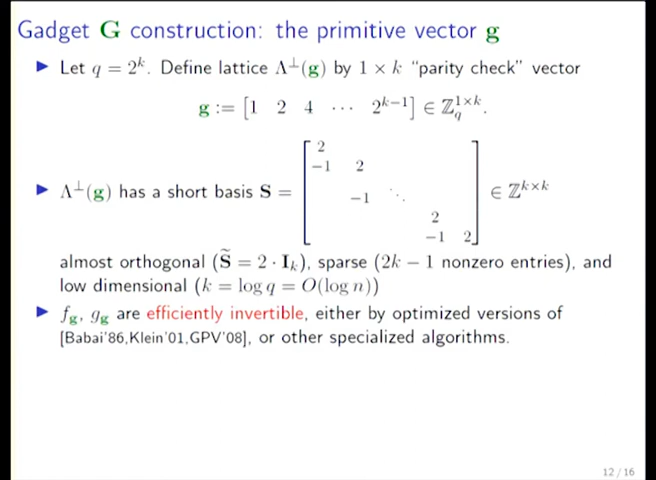 Gadget G construction: the primitive vector g
▶ Let q = 2^k. Define lattice Λ^⊥(g) by 1 × k “parity check” vector
g := [1 2 4 ⋯ 2^{k−1}] ∈ ℤ_q^{1×k}.
2
−1 2
▶ Λ^⊥(g) has a short basis S = −1 ⋱ ∈ ℤ^{k×k}
2
−1 2
almost orthogonal (S̃ = 2 · I_k), sparse (2k − 1 nonzero entries), and
low dimensional (k = log q = O(log n))
▶ f_g, g_g are efficiently invertible, either by optimized versions of
[Babai'86,Klein'01,GPV'08], or other specialized algorithms.
12 / 16